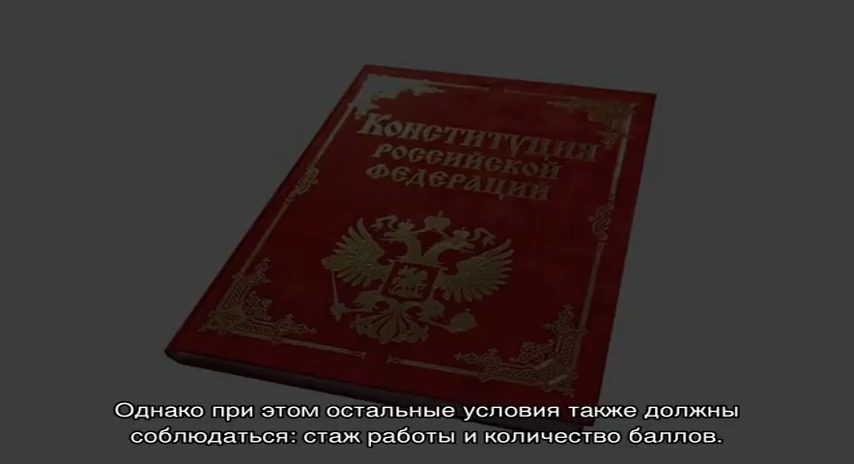 Конституция
российской
федерации
Однако при этом остальные условия также должны
соблюдаться: стаж работы и количество баллов.